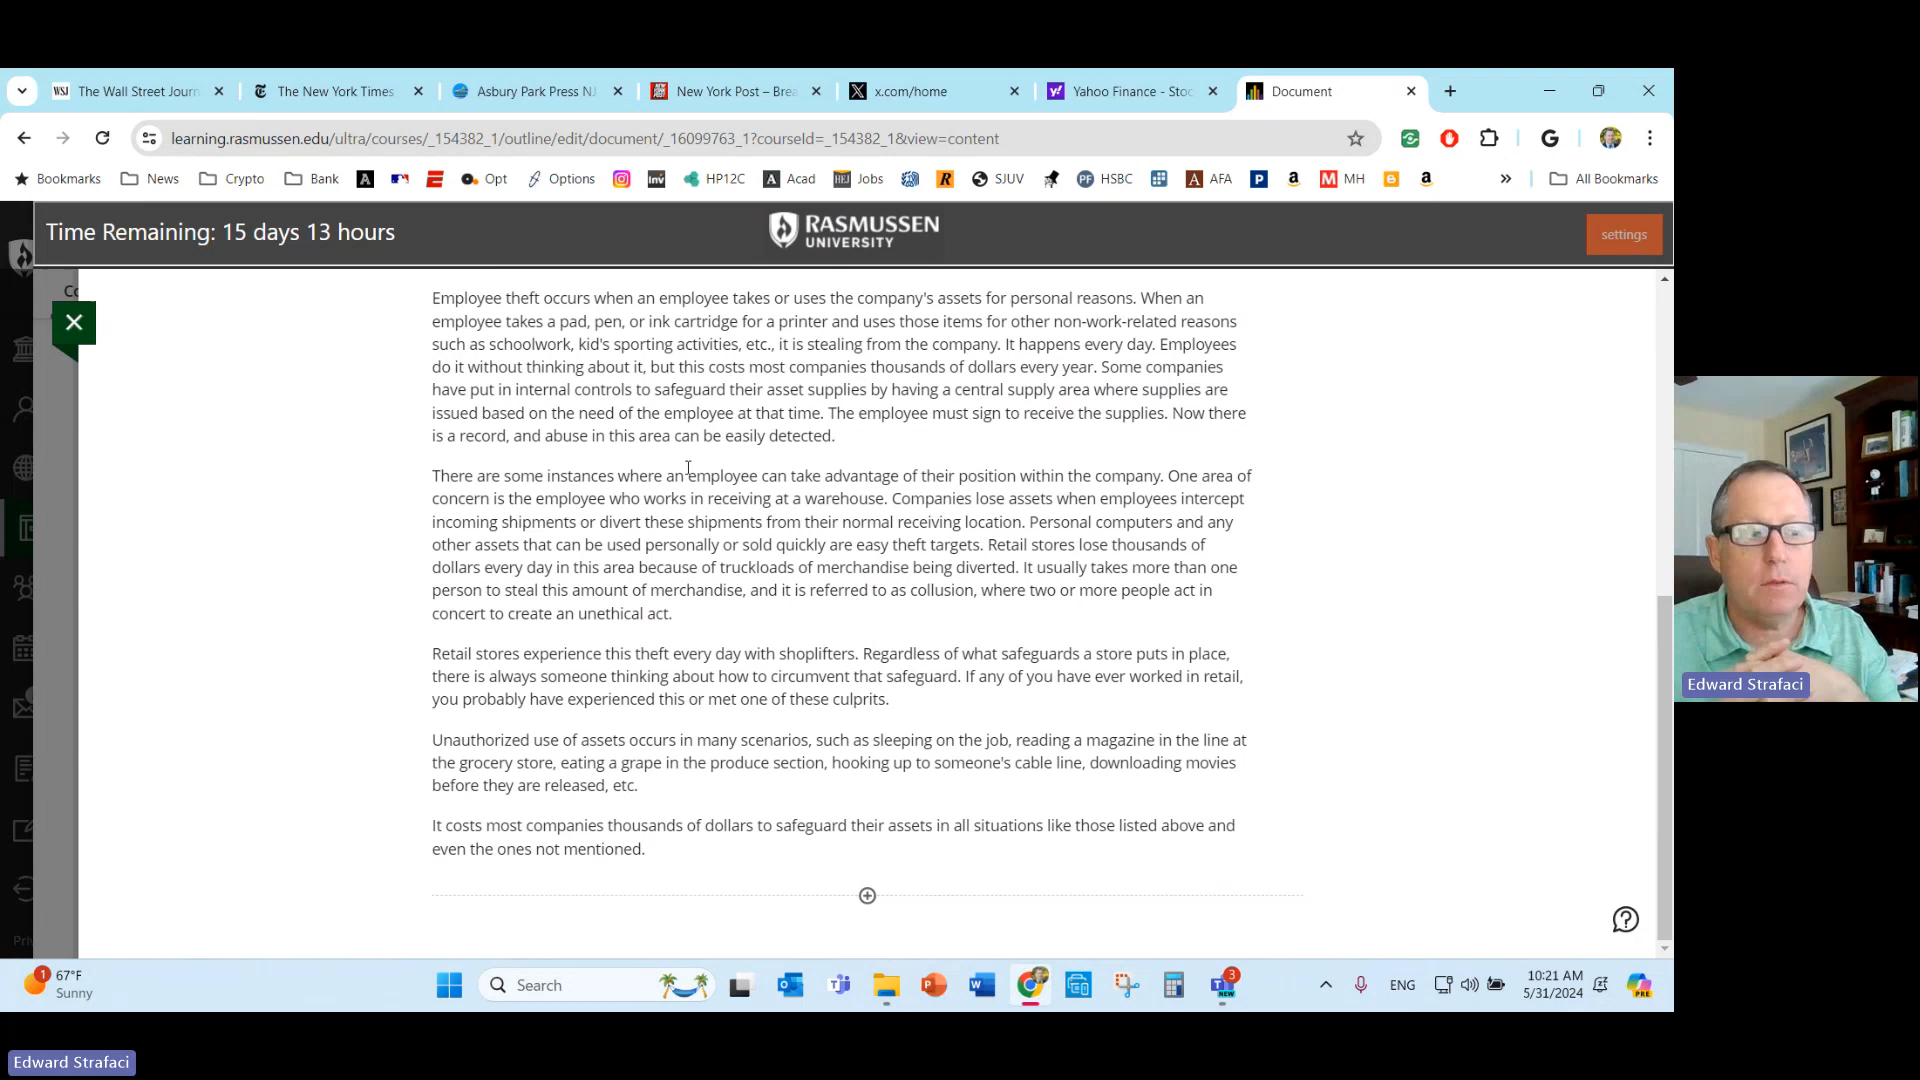 The Wall Street Journ
The New York Times
Asbury Park Press NJ
New York Post – Brea
x.com/home
Yahoo Finance - Stoc
Document
learning.rasmussen.edu/ultra/courses/_154382_1/outline/edit/document/_16099763_1?courseId=_154382_1&view=content
Bookmarks News Crypto Bank Opt Options HP12C Acad Jobs SJUV HSBC AFA MH All Bookmarks
Time Remaining: 15 days 13 hours
RASMUSSEN
UNIVERSITY
settings
Employee theft occurs when an employee takes or uses the company's assets for personal reasons. When an
employee takes a pad, pen, or ink cartridge for a printer and uses those items for other non-work-related reasons
such as schoolwork, kid's sporting activities, etc., it is stealing from the company. It happens every day. Employees
do it without thinking about it, but this costs most companies thousands of dollars every year. Some companies
have put in internal controls to safeguard their asset supplies by having a central supply area where supplies are
issued based on the need of the employee at that time. The employee must sign to receive the supplies. Now there
is a record, and abuse in this area can be easily detected.
There are some instances where an employee can take advantage of their position within the company. One area of
concern is the employee who works in receiving at a warehouse. Companies lose assets when employees intercept
incoming shipments or divert these shipments from their normal receiving location. Personal computers and any
other assets that can be used personally or sold quickly are easy theft targets. Retail stores lose thousands of
dollars every day in this area because of truckloads of merchandise being diverted. It usually takes more than one
person to steal this amount of merchandise, and it is referred to as collusion, where two or more people act in
concert to create an unethical act.
Retail stores experience this theft every day with shoplifters. Regardless of what safeguards a store puts in place,
there is always someone thinking about how to circumvent that safeguard. If any of you have ever worked in retail,
you probably have experienced this or met one of these culprits.
Unauthorized use of assets occurs in many scenarios, such as sleeping on the job, reading a magazine in the line at
the grocery store, eating a grape in the produce section, hooking up to someone's cable line, downloading movies
before they are released, etc.
It costs most companies thousands of dollars to safeguard their assets in all situations like those listed above and
even the ones not mentioned.
Edward Strafaci
67°F
Sunny
Search
ENG
10:21 AM
5/31/2024
Edward Strafaci